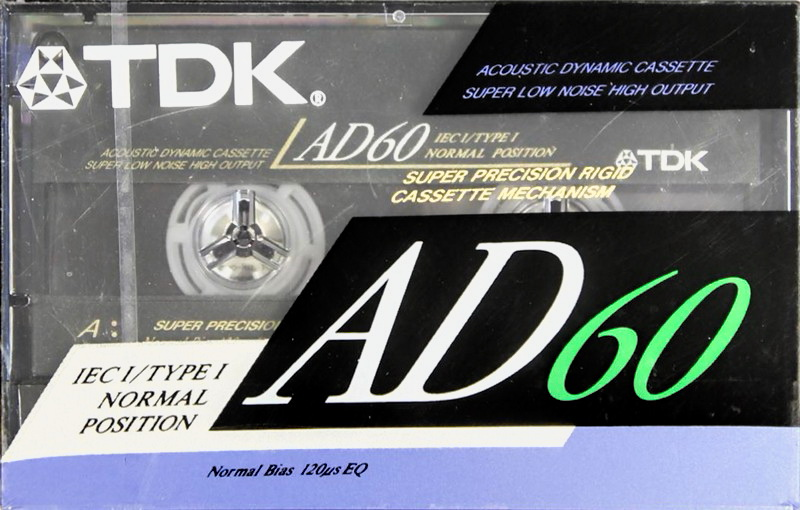 TDK®
ACOUSTIC DYNAMIC CASSETTE
SUPER LOW NOISE HIGH OUTPUT
ACOUSTIC DYNAMIC CASSETTE
SUPER LOW NOISE HIGH OUTPUT
AD60
IEC I/TYPE I
NORMAL POSITION
TDK
SUPER PRECISION RIGID
CASSETTE MECHANISM
A:
SUPER PRECISIO
AD60
IEC I/TYPE I
NORMAL
POSITION
Normal Bias 120µs EQ